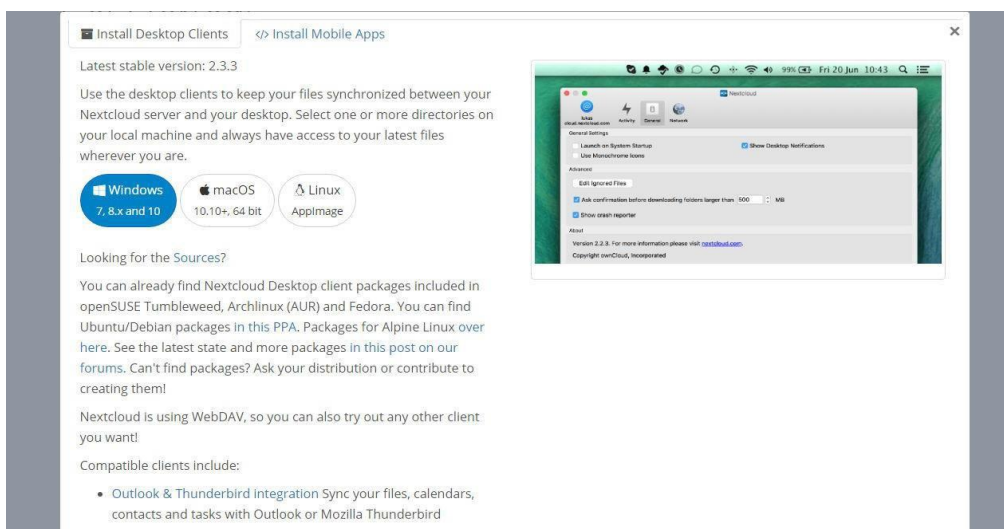 Install Desktop Clients
</> Install Mobile Apps
×
Latest stable version: 2.3.3
Use the desktop clients to keep your files synchronized between your
Nextcloud server and your desktop. Select one or more directories on
your local machine and always have access to your latest files
wherever you are.
Windows
7, 8.x and 10
macOS
10.10+, 64 bit
Linux
AppImage
Looking for the Sources?
You can already find Nextcloud Desktop client packages included in
openSUSE Tumbleweed, Archlinux (AUR) and Fedora. You can find
Ubuntu/Debian packages in this PPA. Packages for Alpine Linux over
here. See the latest state and more packages in this post on our
forums. Can't find packages? Ask your distribution or contribute to
creating them!
Nextcloud is using WebDAV, so you can also try out any other client
you want!
Compatible clients include:
• Outlook & Thunderbird integration Sync your files, calendars,
contacts and tasks with Outlook or Mozilla Thunderbird
99% Fri 20 Jun 10:43
Nextcloud
cloud.nextcloud.com
Activity
General
Network
General Settings
Launch on System Startup
Show Desktop Notifications
Use Monochrome Icons
Advanced
Edit Ignored Files
Ask confirmation before downloading folders larger than 500 MB
Show crash reporter
About
Version 2.2.3. For more information please visit nextcloud.com.
Copyright ownCloud, Incorporated